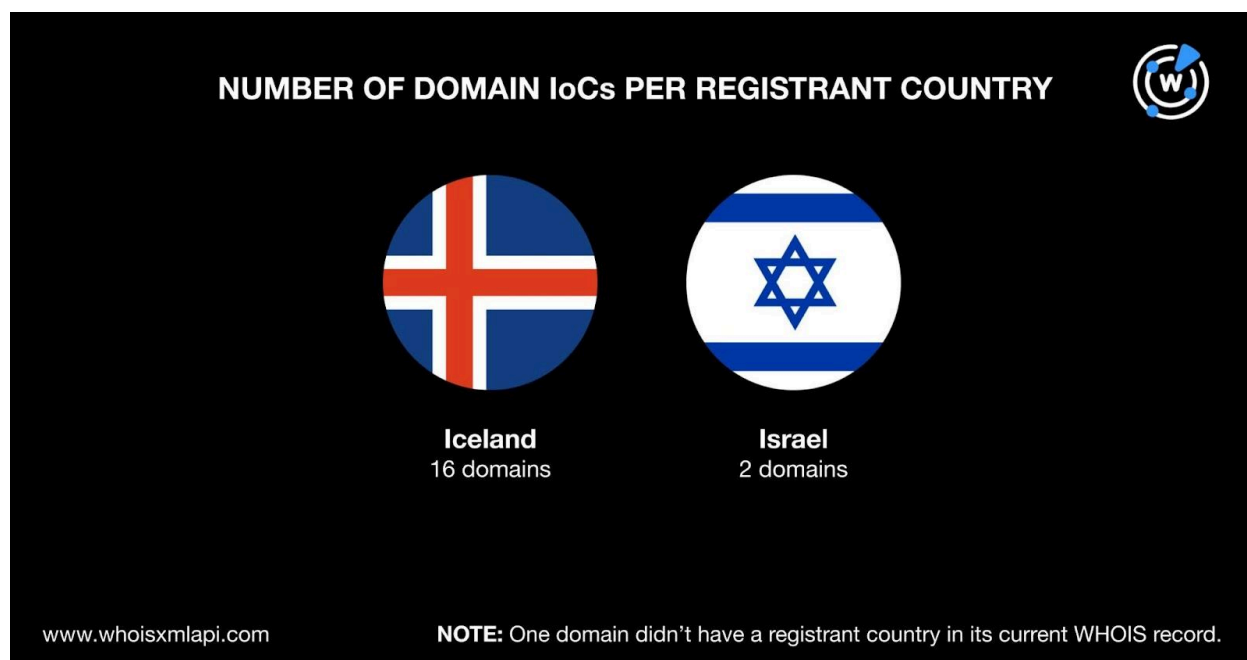 NUMBER OF DOMAIN IoCs PER REGISTRANT COUNTRY
W
Iceland
16 domains
Israel
2 domains
www.whoisxmlapi.com
NOTE: One domain didn’t have a registrant country in its current WHOIS record.